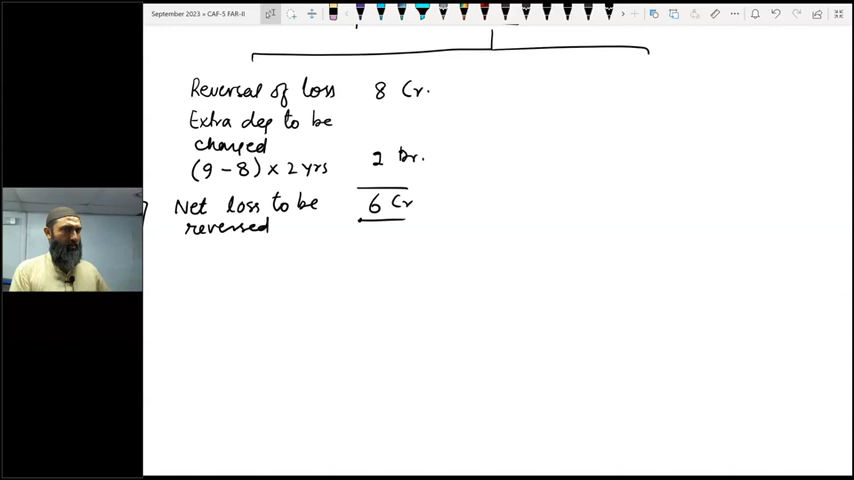 September 2023 » CAF-5 FAR-II
Reversal of loss 8 Cr.
Extra dep to be
charged
(9 - 8) x 2 yrs 2 Dr.
Net loss to be 6 Cr
reversed